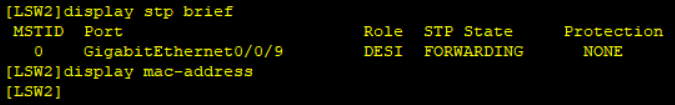 [LSW2]display stp brief
MSTID Port Role STP State Protection
0 GigabitEthernet0/0/9 DESI FORWARDING NONE
[LSW2]display mac-address
[LSW2]